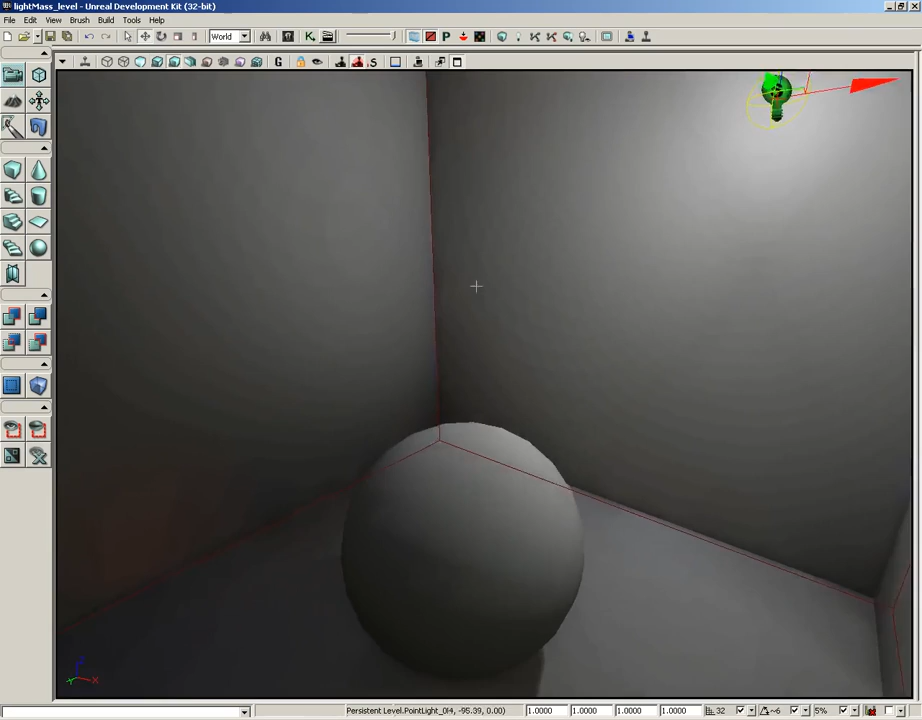 lightMass_level - Unreal Development Kit (32-bit)
File Edit View Brush Build Tools Help
World
Persistent Level.PointLight_0
1.0000 1.0000 1.0000 1.0000 32 ~6 5%